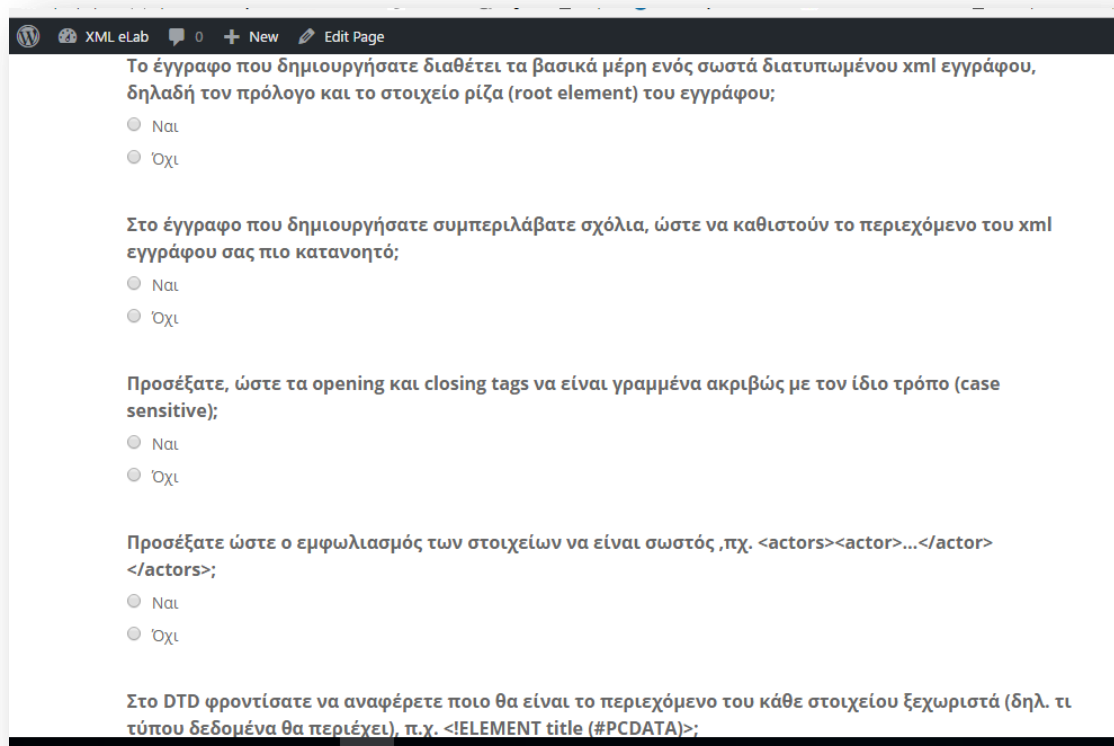 XML eLab 0 New Edit Page
Το έγγραφο που δημιουργήσατε διαθέτει τα βασικά μέρη ενός σωστά διατυπωμένου xml εγγράφου,
δηλαδή τον πρόλογο και το στοιχείο ρίζα (root element) του εγγράφου;
Ναι
Όχι
Στο έγγραφο που δημιουργήσατε συμπεριλάβατε σχόλια, ώστε να καθιστούν το περιεχόμενο του xml
εγγράφου σας πιο κατανοητό;
Ναι
Όχι
Προσέξατε, ώστε τα opening και closing tags να είναι γραμμένα ακριβώς με τον ίδιο τρόπο (case
sensitive);
Ναι
Όχι
Προσέξατε ώστε ο εμφωλιασμός των στοιχείων να είναι σωστός ,πχ. <actors><actor>...</actor>
</actors>;
Ναι
Όχι
Στο DTD φροντίσατε να αναφέρετε ποιο θα είναι το περιεχόμενο του κάθε στοιχείου ξεχωριστά (δηλ. τι
τύπου δεδομένα θα περιέχει), π.χ. <!ELEMENT title (#PCDATA)>;